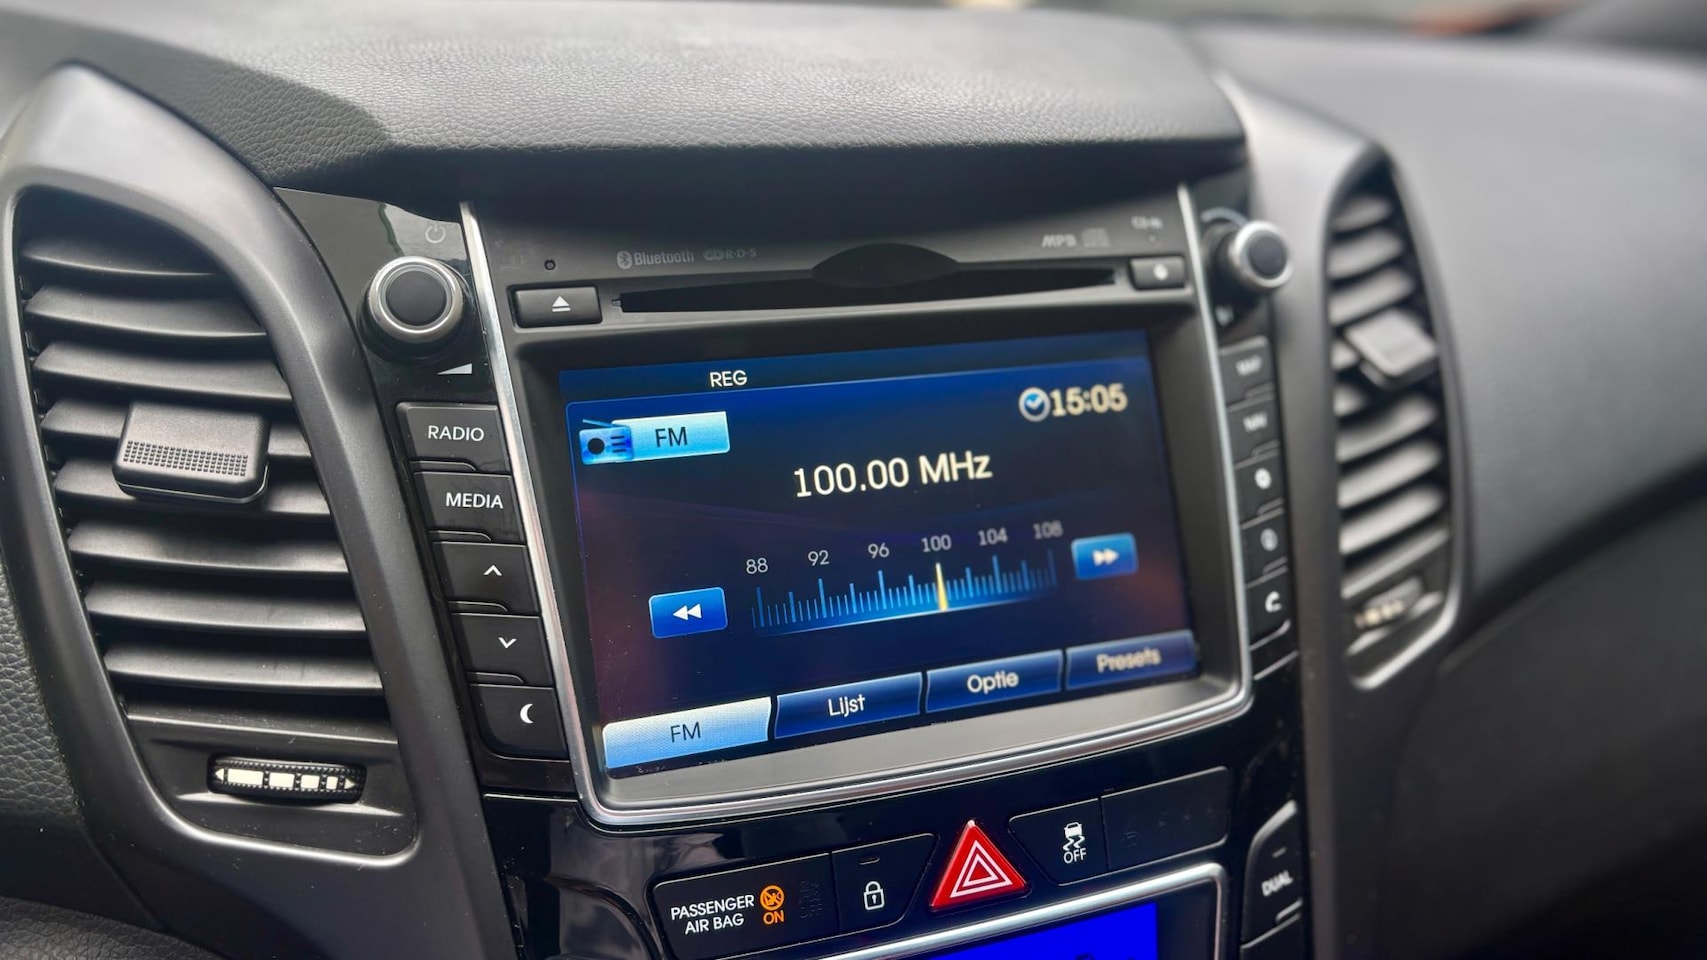 Bluetooth R·D·S
MP3
REG
FM
15:05
100.00 MHz
88 92 96 100 104 108
Lijst
Optie
Presets
FM
RADIO
MEDIA
MAP
PASSENGER
AIR BAG
ON
OFF
DUAL